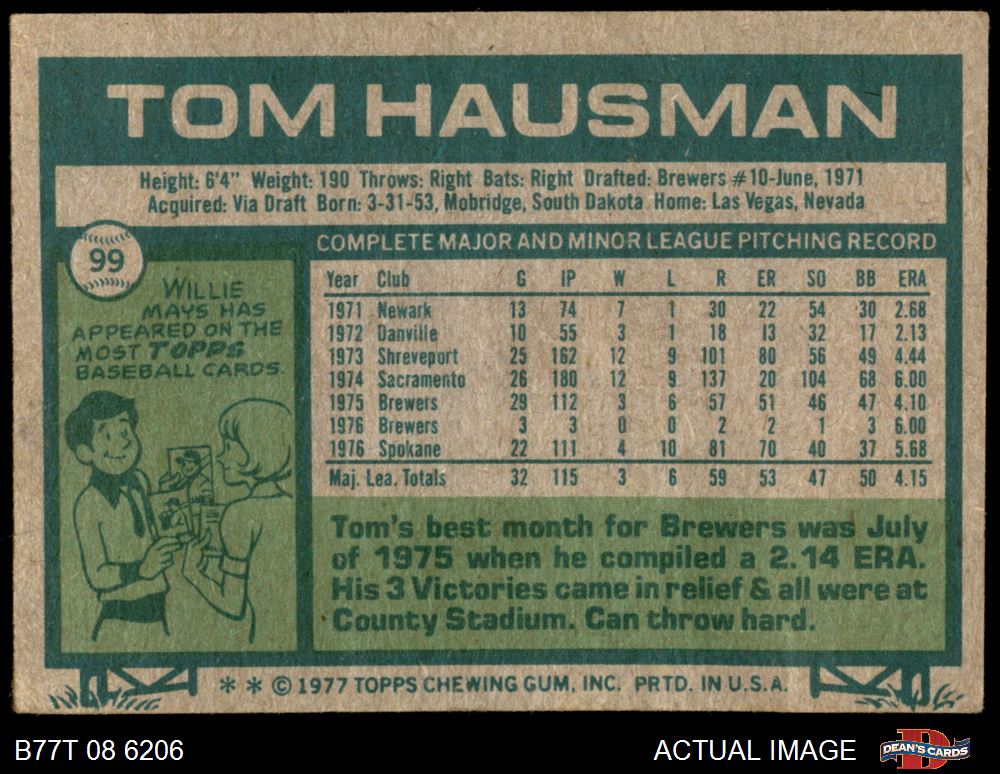 TOM HAUSMAN
Height: 6'4" Weight: 190 Throws: Right Bats: Right Drafted: Brewers #10-June, 1971
Acquired: Via Draft Born: 3-31-53, Mobridge, South Dakota Home: Las Vegas, Nevada
99
WILLIE
MAYS HAS
APPEARED ON THE
MOST TOPPS
BASEBALL CARDS.
COMPLETE MAJOR AND MINOR LEAGUE PITCHING RECORD
Year Club G IP W L R ER SO BB ERA
1971 Newark 13 74 7 1 30 22 54 30 2.68
1972 Danville 10 55 3 1 18 13 32 17 2.13
1973 Shreveport 25 162 12 9 101 80 56 49 4.44
1974 Sacramento 26 180 12 9 137 20 104 68 6.00
1975 Brewers 29 112 3 6 57 51 46 47 4.10
1976 Brewers 3 3 0 0 2 2 1 3 6.00
1976 Spokane 22 111 4 10 81 70 40 37 5.68
Maj. Lea. Totals 32 115 3 6 59 53 47 50 4.15
Tom's best month for Brewers was July
of 1975 when he compiled a 2.14 ERA.
His 3 Victories came in relief & all were at
County Stadium. Can throw hard.
* * © 1977 TOPPS CHEWING GUM, INC. PRTD. IN U.S.A.
B77T 08 6206
ACTUAL IMAGE
DEAN'S CARDS